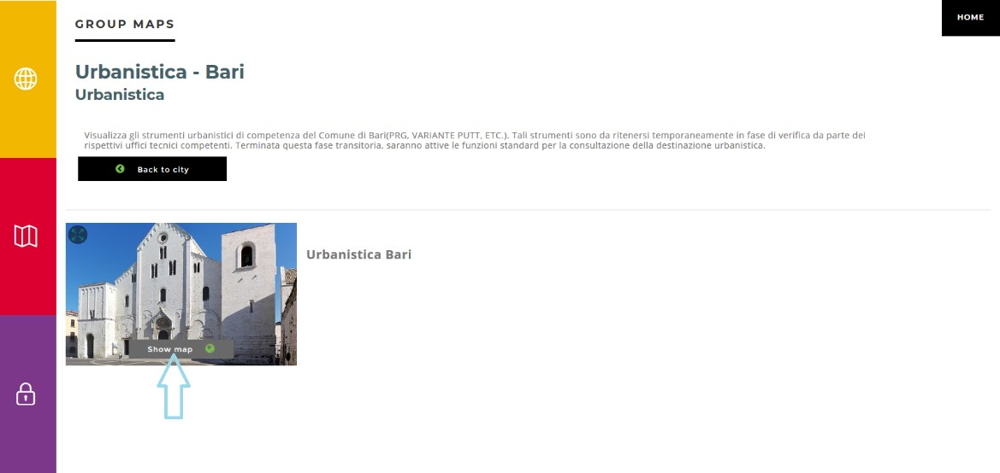 GROUP MAPS
HOME
Urbanistica - Bari
Urbanistica
Visualizza gli strumenti urbanistici di competenza del Comune di Bari(PRG, VARIANTE PUTT, ETC.). Tali strumenti sono da ritenersi temporaneamente in fase di verifica da parte dei
rispettivi uffici tecnici competenti. Terminata questa fase transitoria, saranno attive le funzioni standard per la consultazione della destinazione urbanistica.
Back to city
Urbanistica Bari
Show map